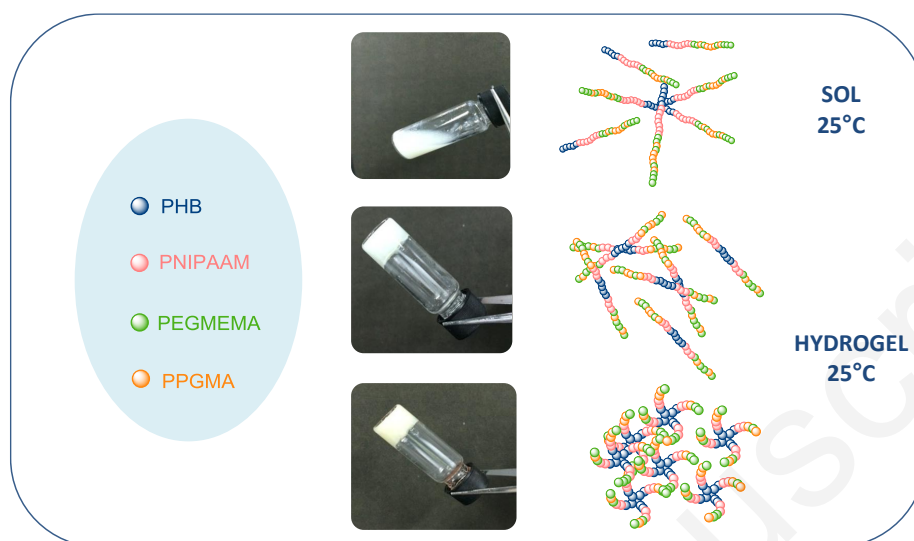 SOL
25°C
PHB
PNIPAAM
PEGMEMA
PPGMA
HYDROGEL
25°C